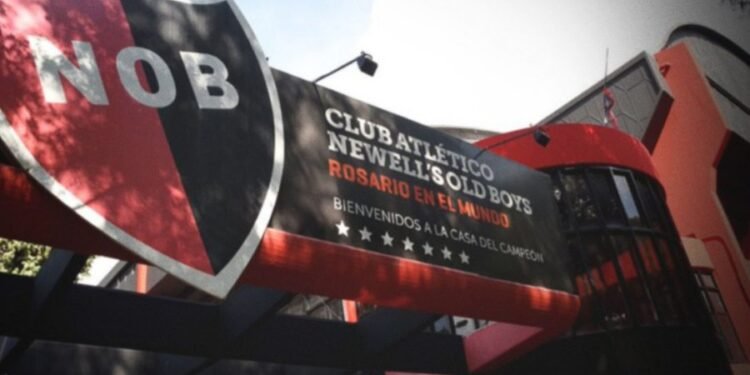 NOB
CLUB ATLÉTICO
NEWELL'S OLD BOYS
ROSARIO EN EL MUNDO
BIENVENIDOS A LA CASA DEL CAMPEÓN